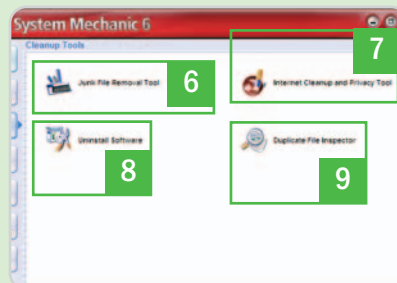 System Mechanic 6
Cleanup Tools
7
Junk File Removal Tool
6
Internet Cleanup and Privacy Tool
Uninstall Software
8
Duplicate File Inspector
9